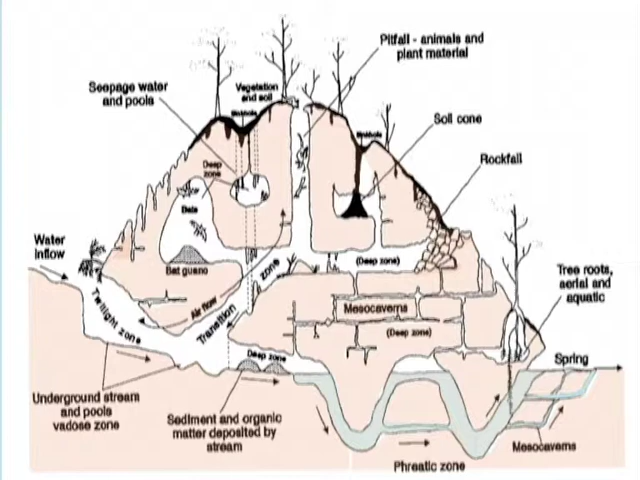 Pitfall - animals and
plant material
Seepage water
and pools
Vegetation
and soil
Sinkhole
Sinkhole
Soil cone
Rockfall
Deep
zone
Bats
Water
Inflow
Bat guano
(Deep zone)
Tree roots,
aerial and
aquatic
Twilight zone
Air flow
Transition
zone
Mesocaverns
(Deep zone)
Deep zone
Spring
Underground stream
and pools
vadose zone
Sediment and organic
matter deposited by
stream
Mesocaverns
Phreatic zone